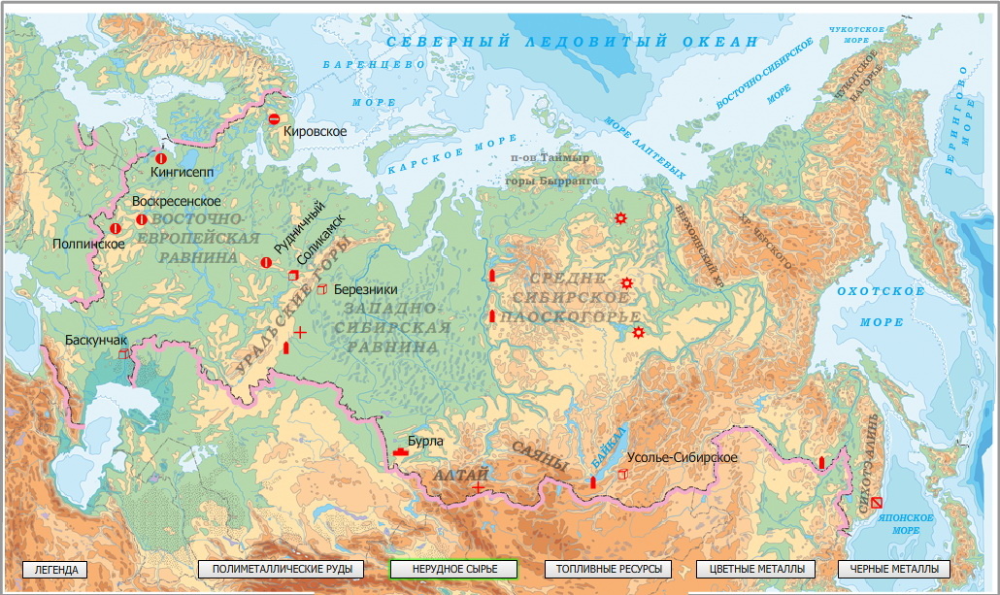 СЕВЕРНЫЙ ЛЕДОВИТЫЙ ОКЕАН
ЧУКОТСКОЕ
МОРЕ
БАРЕНЦЕВО
МОРЕ
ВОСТОЧНО-СИБИРСКОЕ
МОРЕ
ЧУКОТСКОЕ
НАГОРЬЕ
БЕРИНГОВО
МОРЕ
КАРСКОЕ МОРЕ
МОРЕ ЛАПТЕВЫХ
Кировское
п-ов Таймыр
горы Бырранга
Кингисепп
Воскресенское
Полпинское
ВОСТОЧНО-
ЕВРОПЕЙСКАЯ
РАВНИНА
Рудничный
Соликамск
УРАЛЬСКИЕ ГОРЫ
Березники
ЗАПАДНО-
СИБИРСКАЯ
РАВНИНА
СРЕДНЕ-
СИБИРСКОЕ
ПЛОСКОГОРЬЕ
ВЕРХОЯНСКИЙ ХР.
ХР. ЧЕРСКОГО
ОХОТСКОЕ
МОРЕ
Баскунчак
Бурла
АЛТАЙ
САЯНЫ
БАЙКАЛ
Усолье-Сибирское
СИХОТЭ-АЛИНЬ
ЯПОНСКОЕ
МОРЕ
ЛЕГЕНДА
ПОЛИМЕТАЛЛИЧЕСКИЕ РУДЫ
НЕРУДНОЕ СЫРЬЕ
ТОПЛИВНЫЕ РЕСУРСЫ
ЦВЕТНЫЕ МЕТАЛЛЫ
ЧЕРНЫЕ МЕТАЛЛЫ